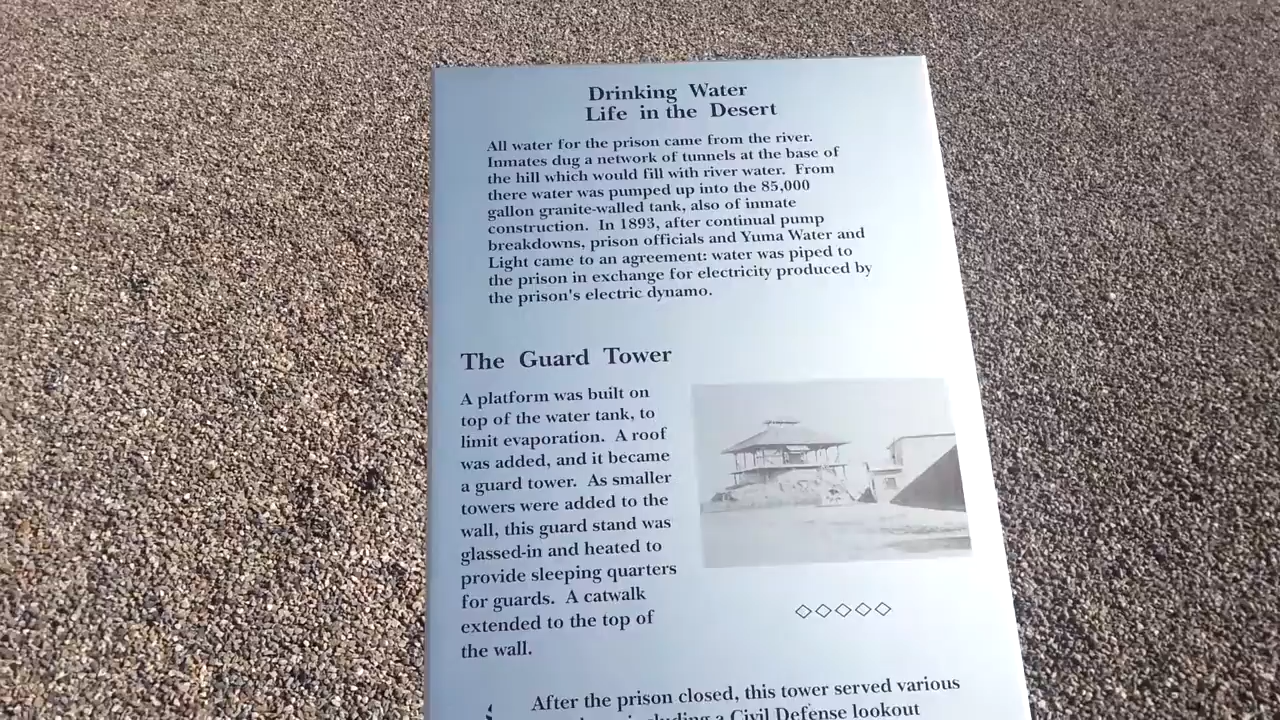 Drinking Water
Life in the Desert
All water for the prison came from the river.
Inmates dug a network of tunnels at the base of
the hill which would fill with river water. From
there water was pumped up into the 85,000
gallon granite-walled tank, also of inmate
construction. In 1893, after continual pump
breakdowns, prison officials and Yuma Water and
Light came to an agreement: water was piped to
the prison in exchange for electricity produced by
the prison's electric dynamo.
The Guard Tower
A platform was built on
top of the water tank, to
limit evaporation. A roof
was added, and it became
a guard tower. As smaller
towers were added to the
wall, this guard stand was
glassed-in and heated to
provide sleeping quarters
for guards. A catwalk
extended to the top of
the wall.
After the prison closed, this tower served various
including a Civil Defense lookout